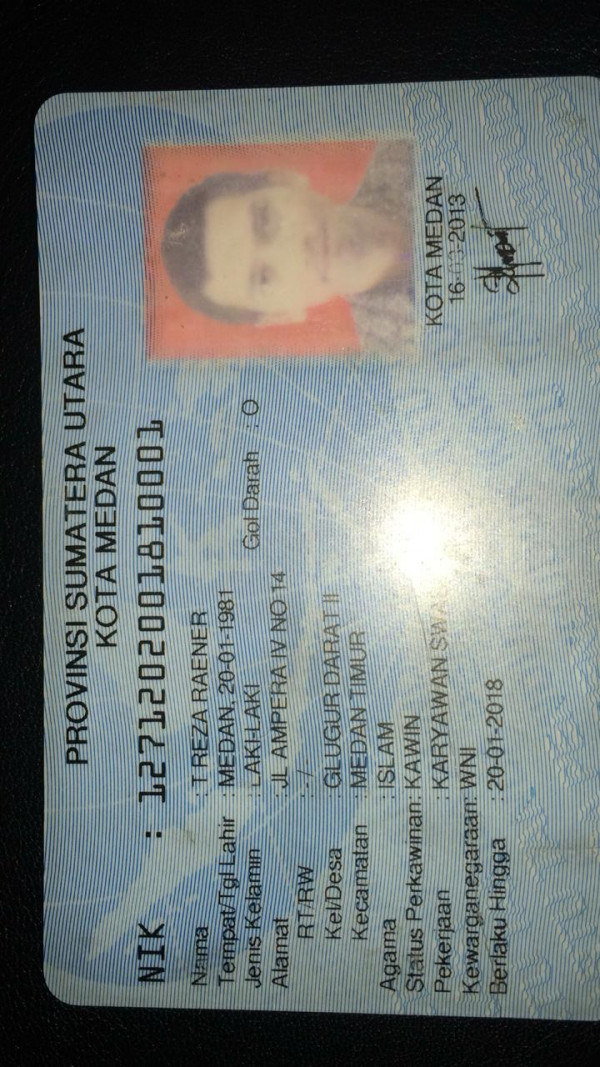 PROVINSI SUMATERA UTARA
KOTA MEDAN
NIK : 1271202001810001
Nama : T REZA RAENER
Tempat/Tgl Lahir : MEDAN, 20-01-1981
Jenis Kelamin : LAKI-LAKI Gol Darah : O
Alamat : JL AMPERA IV NO 14
RT/RW : - /
Kel/Desa : GLUGUR DARAT II
Kecamatan : MEDAN TIMUR
Agama : ISLAM
Status Perkawinan: KAWIN
Pekerjaan : KARYAWAN
Kewarganegaraan: WNI
Berlaku Hingga : 20-01-2018
KOTA MEDAN
16-03-2013